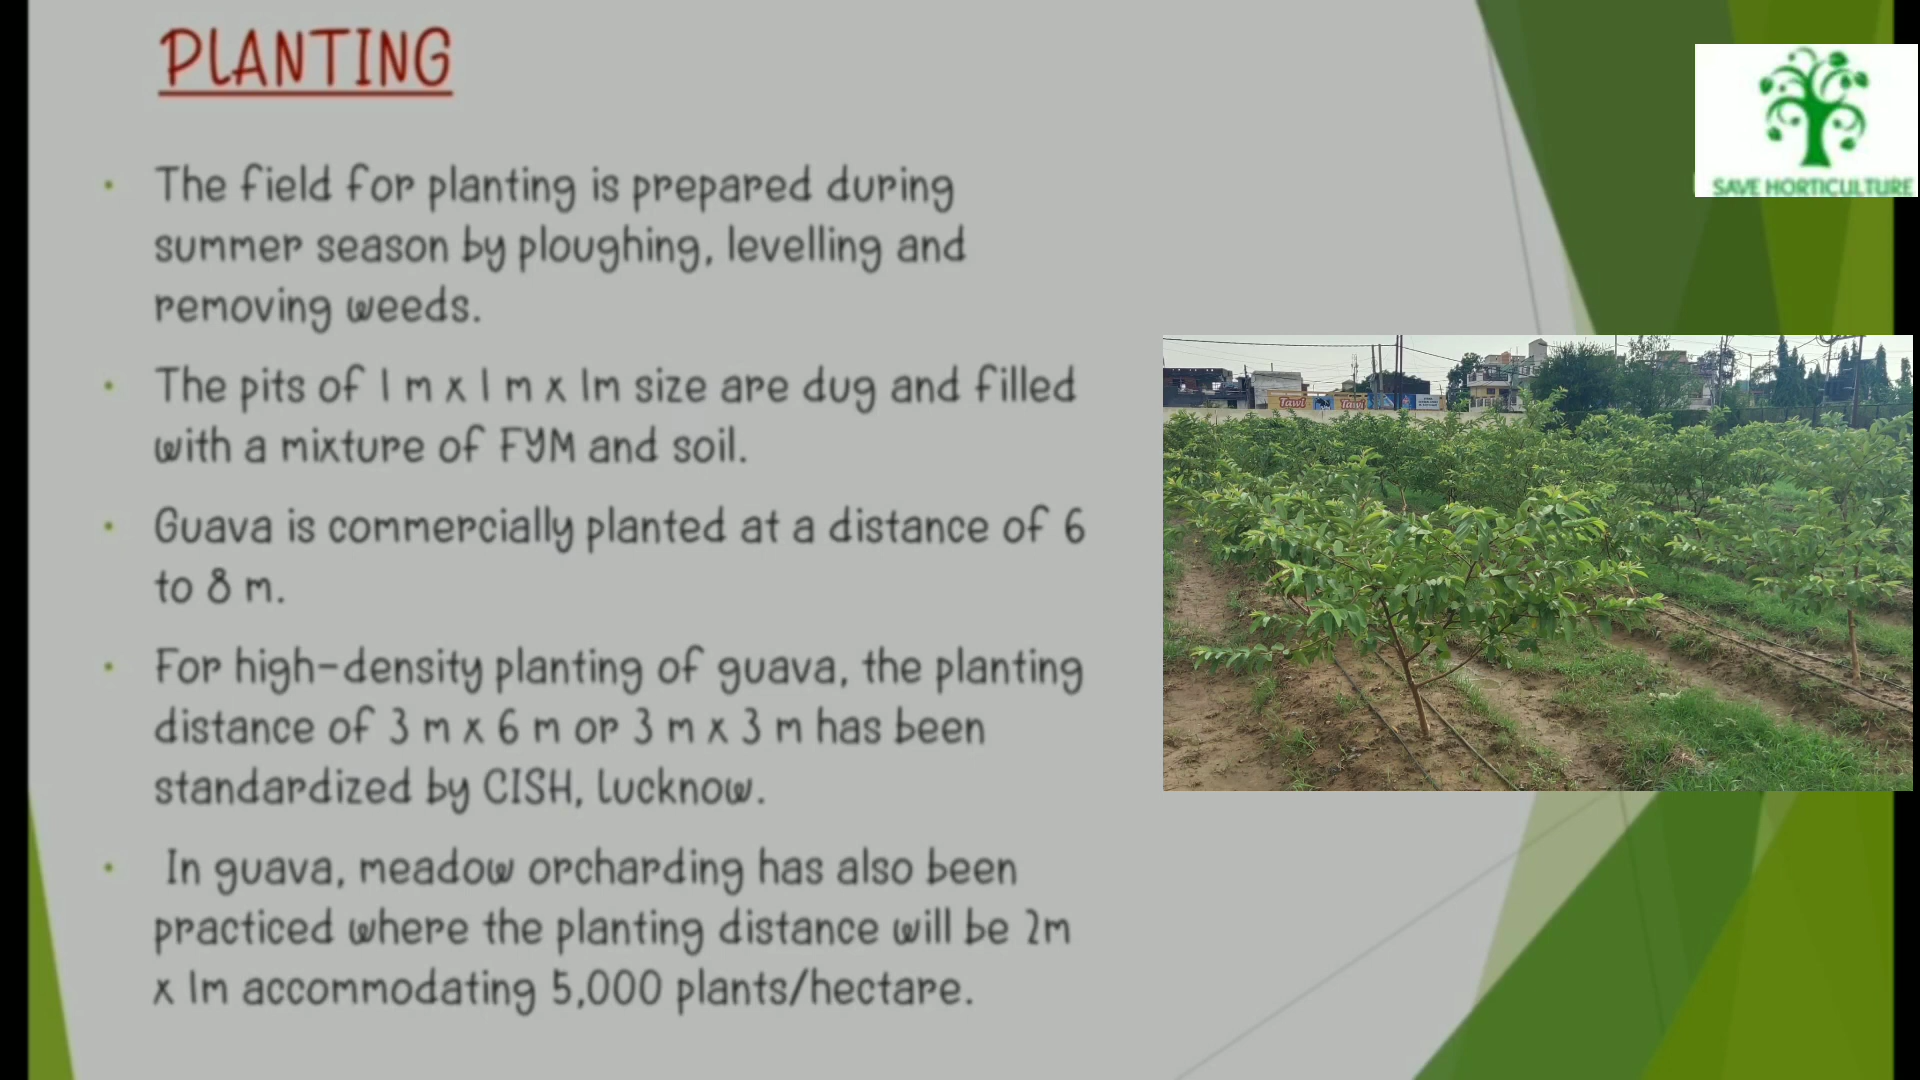 PLANTING
SAVE HORTICULTURE
• The field for planting is prepared during
summer season by ploughing, levelling and
removing weeds.
• The pits of 1 m x 1 m x 1m size are dug and filled
with a mixture of FYM and soil.
• Guava is commercially planted at a distance of 6
to 8 m.
• For high-density planting of guava, the planting
distance of 3 m x 6 m or 3 m x 3 m has been
standardized by CISH, Lucknow.
• In guava, meadow orcharding has also been
practiced where the planting distance will be 2m
x 1m accommodating 5,000 plants/hectare.
Tawi
Tawi